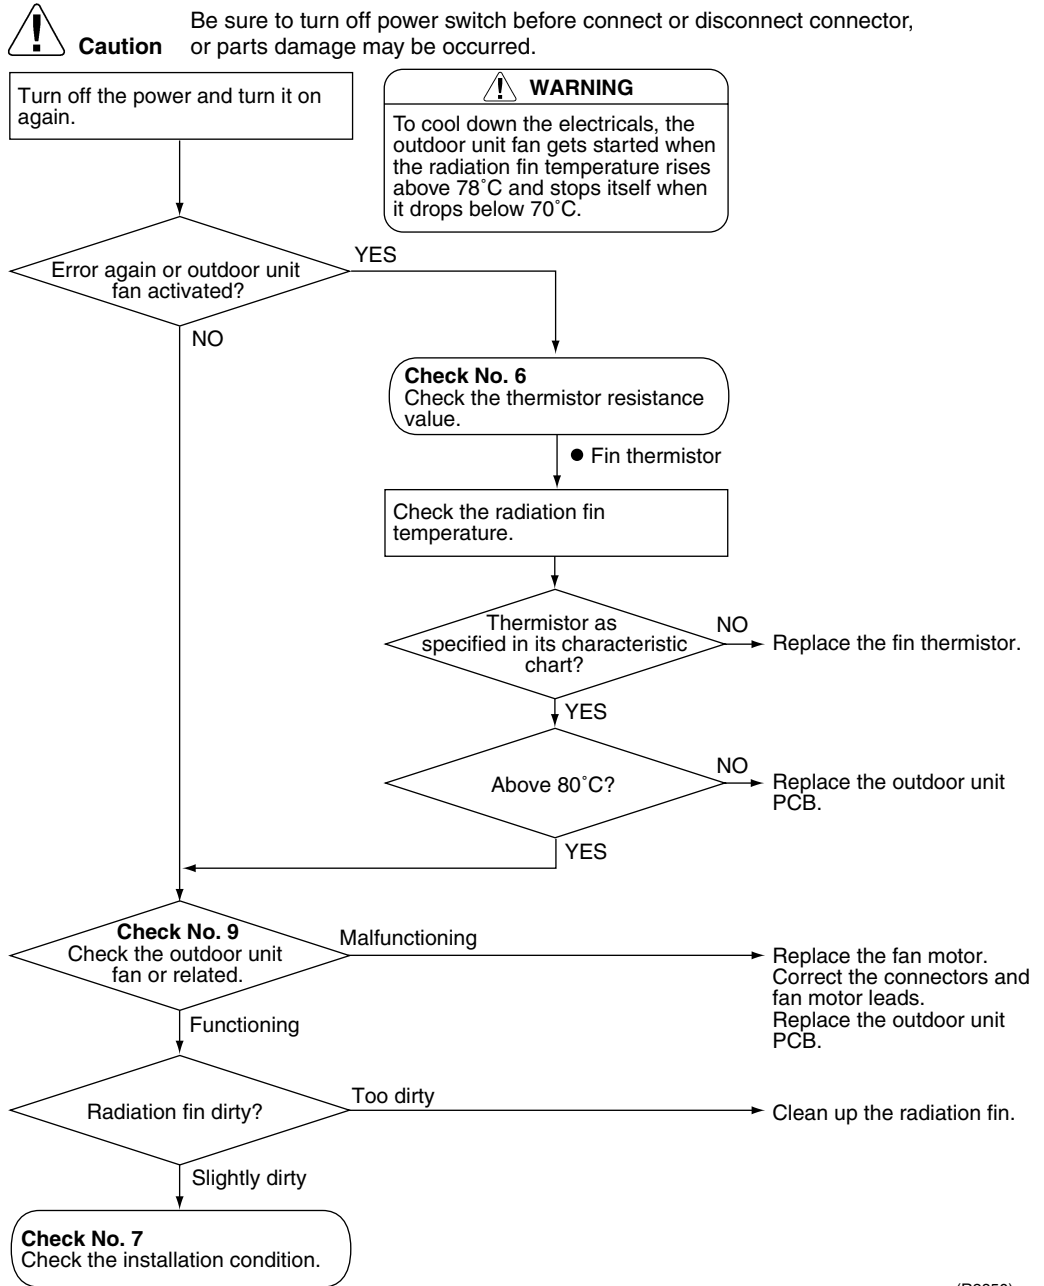 Be sure to turn off power switch before connect or disconnect connector,
Caution or parts damage may be occurred.
Turn off the power and turn it on
again.
WARNING
To cool down the electricals, the
outdoor unit fan gets started when
the radiation fin temperature rises
above 78˚C and stops itself when
it drops below 70˚C.
Error again or outdoor unit
fan activated?
YES
NO
Check No. 6
Check the thermistor resistance
value.
● Fin thermistor
Check the radiation fin
temperature.
Thermistor as
specified in its characteristic
chart?
NO
Replace the fin thermistor.
YES
Above 80˚C?
NO
Replace the outdoor unit
PCB.
YES
Check No. 9
Check the outdoor unit
fan or related.
Malfunctioning
Replace the fan motor.
Correct the connectors and
fan motor leads.
Replace the outdoor unit
PCB.
Functioning
Radiation fin dirty?
Too dirty
Clean up the radiation fin.
Slightly dirty
Check No. 7
Check the installation condition.